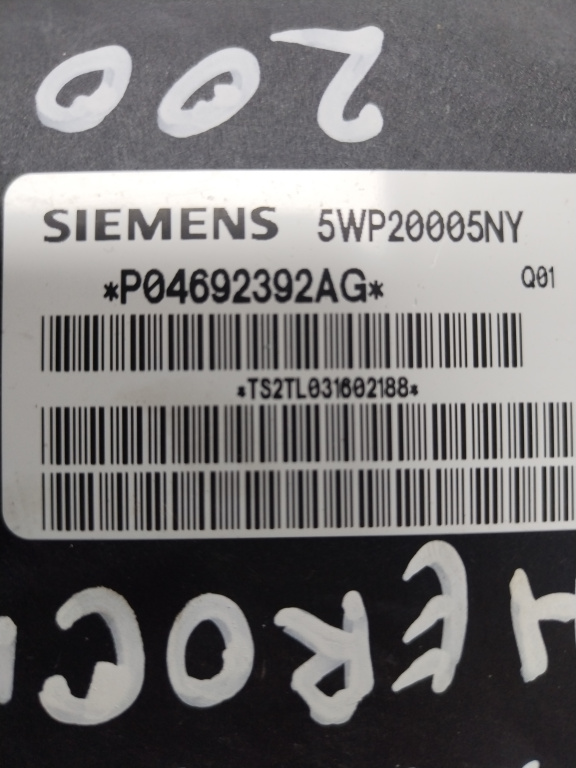 200
SIEMENS 5WP20005NY
*P04692392AG* Q01
*TS2TL031602188*